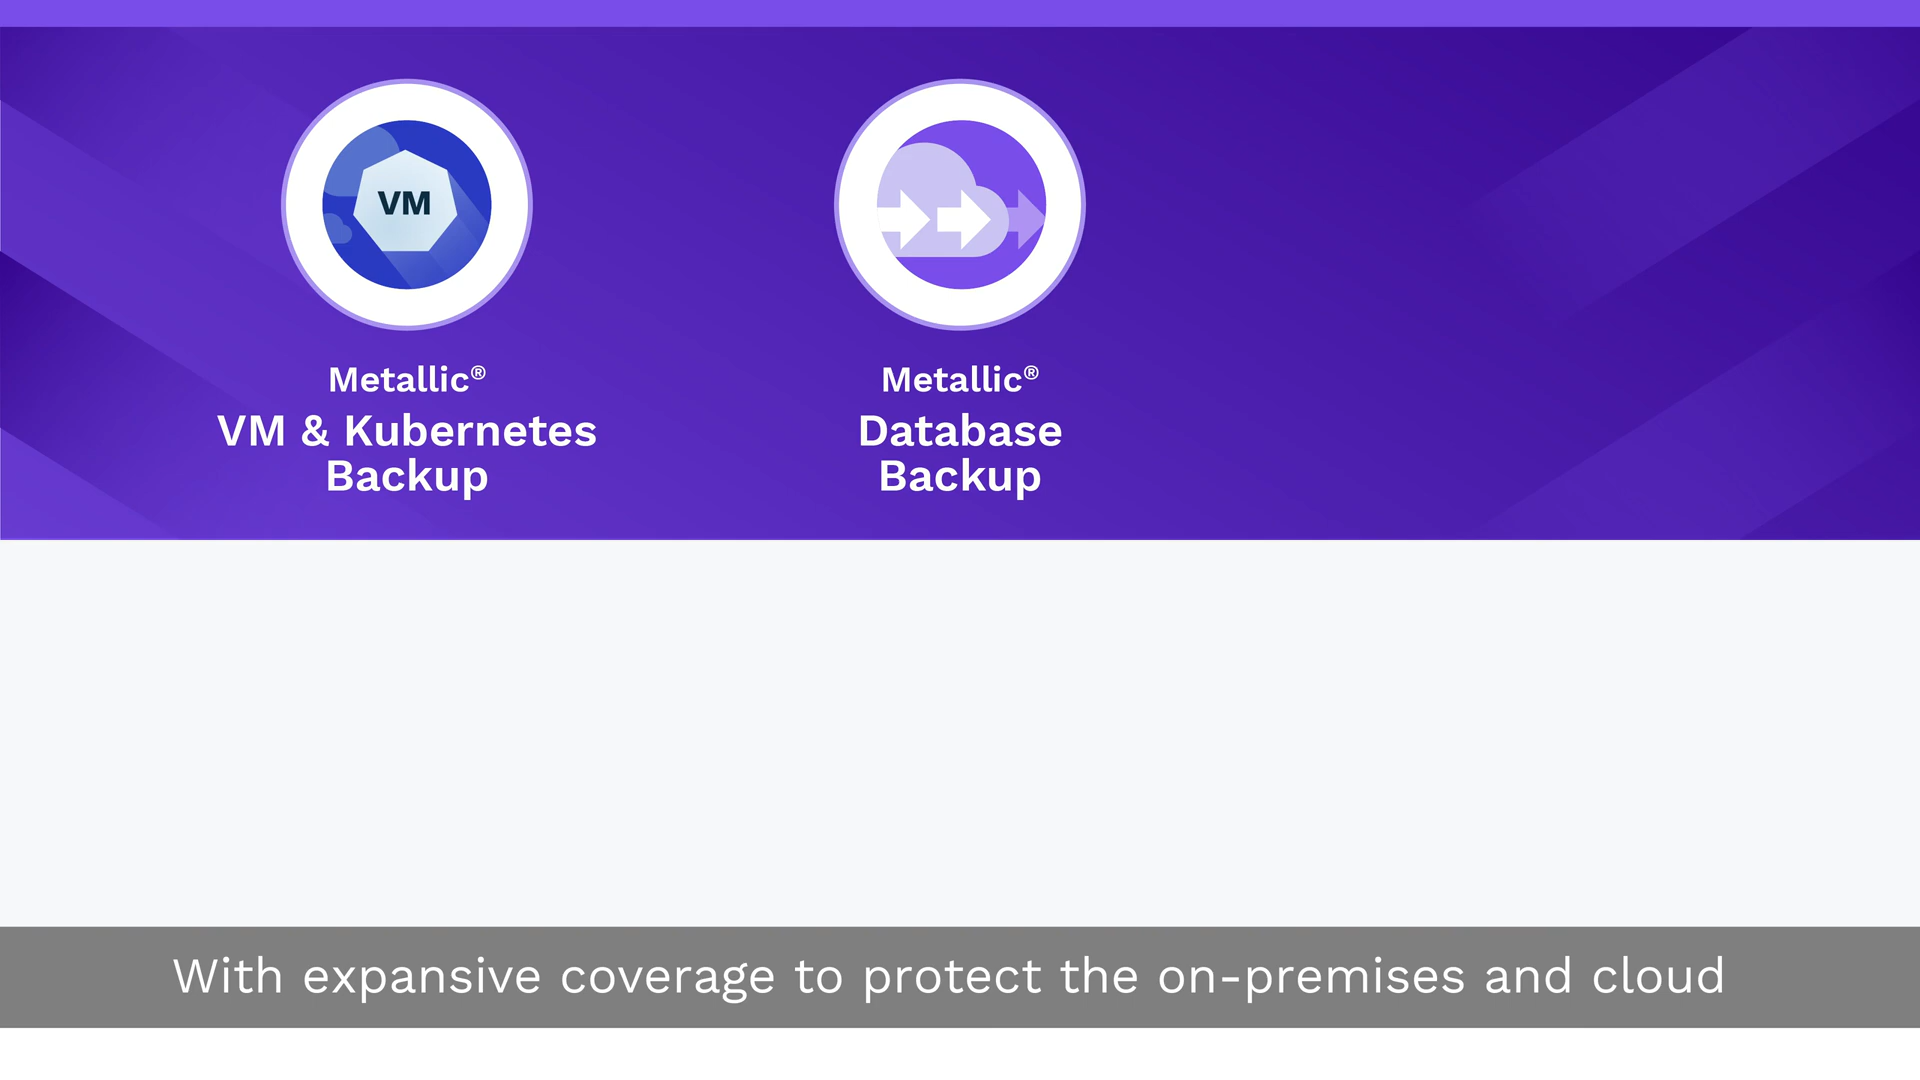 VM
Metallic®
VM & Kubernetes
Backup
Metallic®
Database
Backup
With expansive coverage to protect the on-premises and cloud